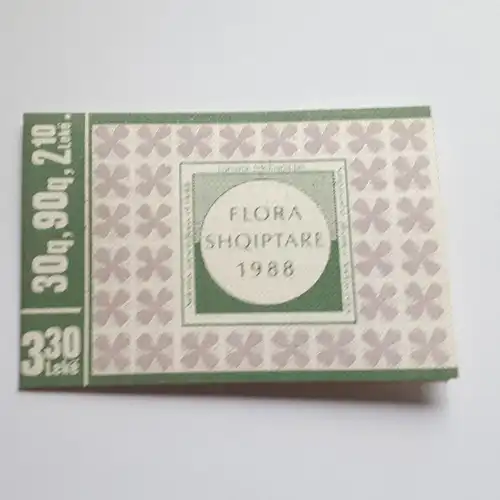 3 30 Lekë
30q, 90q, 2.10 Lekë.
FLORA
SHQIPTARE
1988